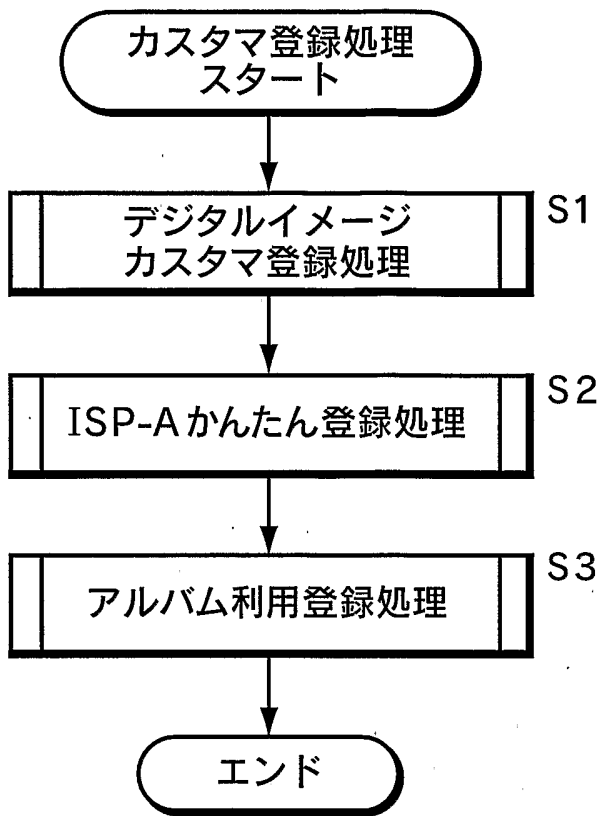 カスタマ登録処理
スタート
デジタルイメージ
カスタマ登録処理
S1
ISP-Aかんたん登録処理
S2
アルバム利用登録処理
S3
エンド